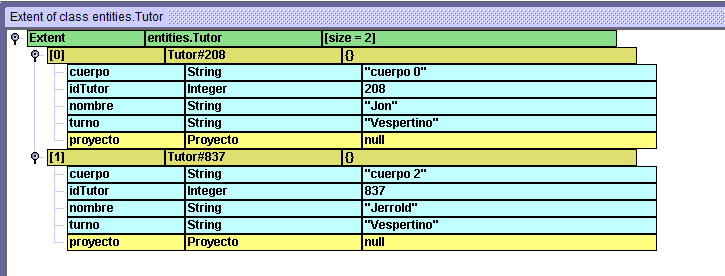 Extent of class entities.Tutor
Extent entities.Tutor [size = 2]
[0] Tutor#208 {}
cuerpo String "cuerpo 0"
idTutor Integer 208
nombre String "Jon"
turno String "Vespertino"
proyecto Proyecto null
[1] Tutor#837 {}
cuerpo String "cuerpo 2"
idTutor Integer 837
nombre String "Jerrold"
turno String "Vespertino"
proyecto Proyecto null